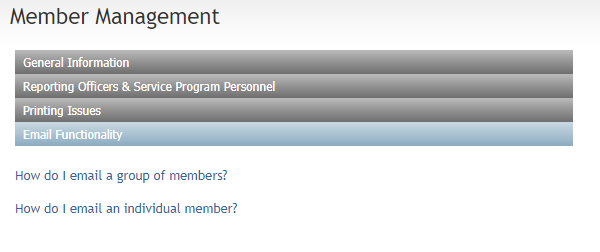 Member Management
General Information
Reporting Officers & Service Program Personnel
Printing Issues
Email Functionality
How do I email a group of members?
How do I email an individual member?